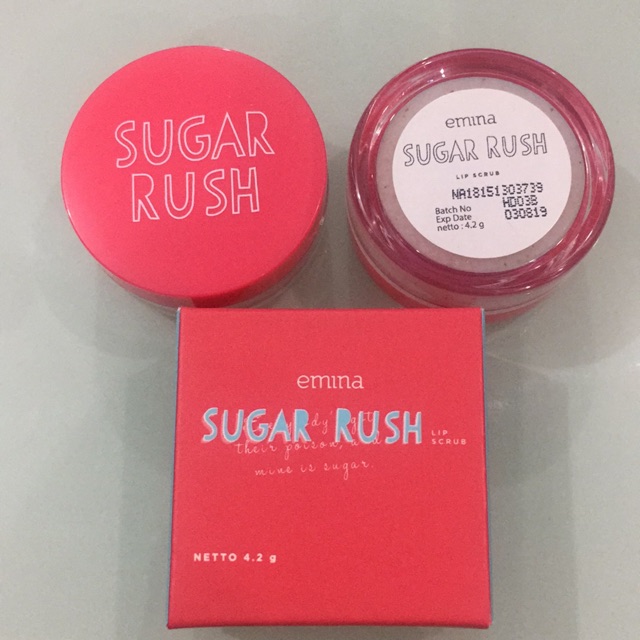 SUGAR
RUSH
emina
SUGAR RUSH
LIP SCRUB
NA18151303739
Batch No HD03B
Exp Date 030819
netto : 4.2 g
emina
SUGAR RUSH
LIP
SCRUB
their poison,
mine is sugar.
NETTO 4.2 g